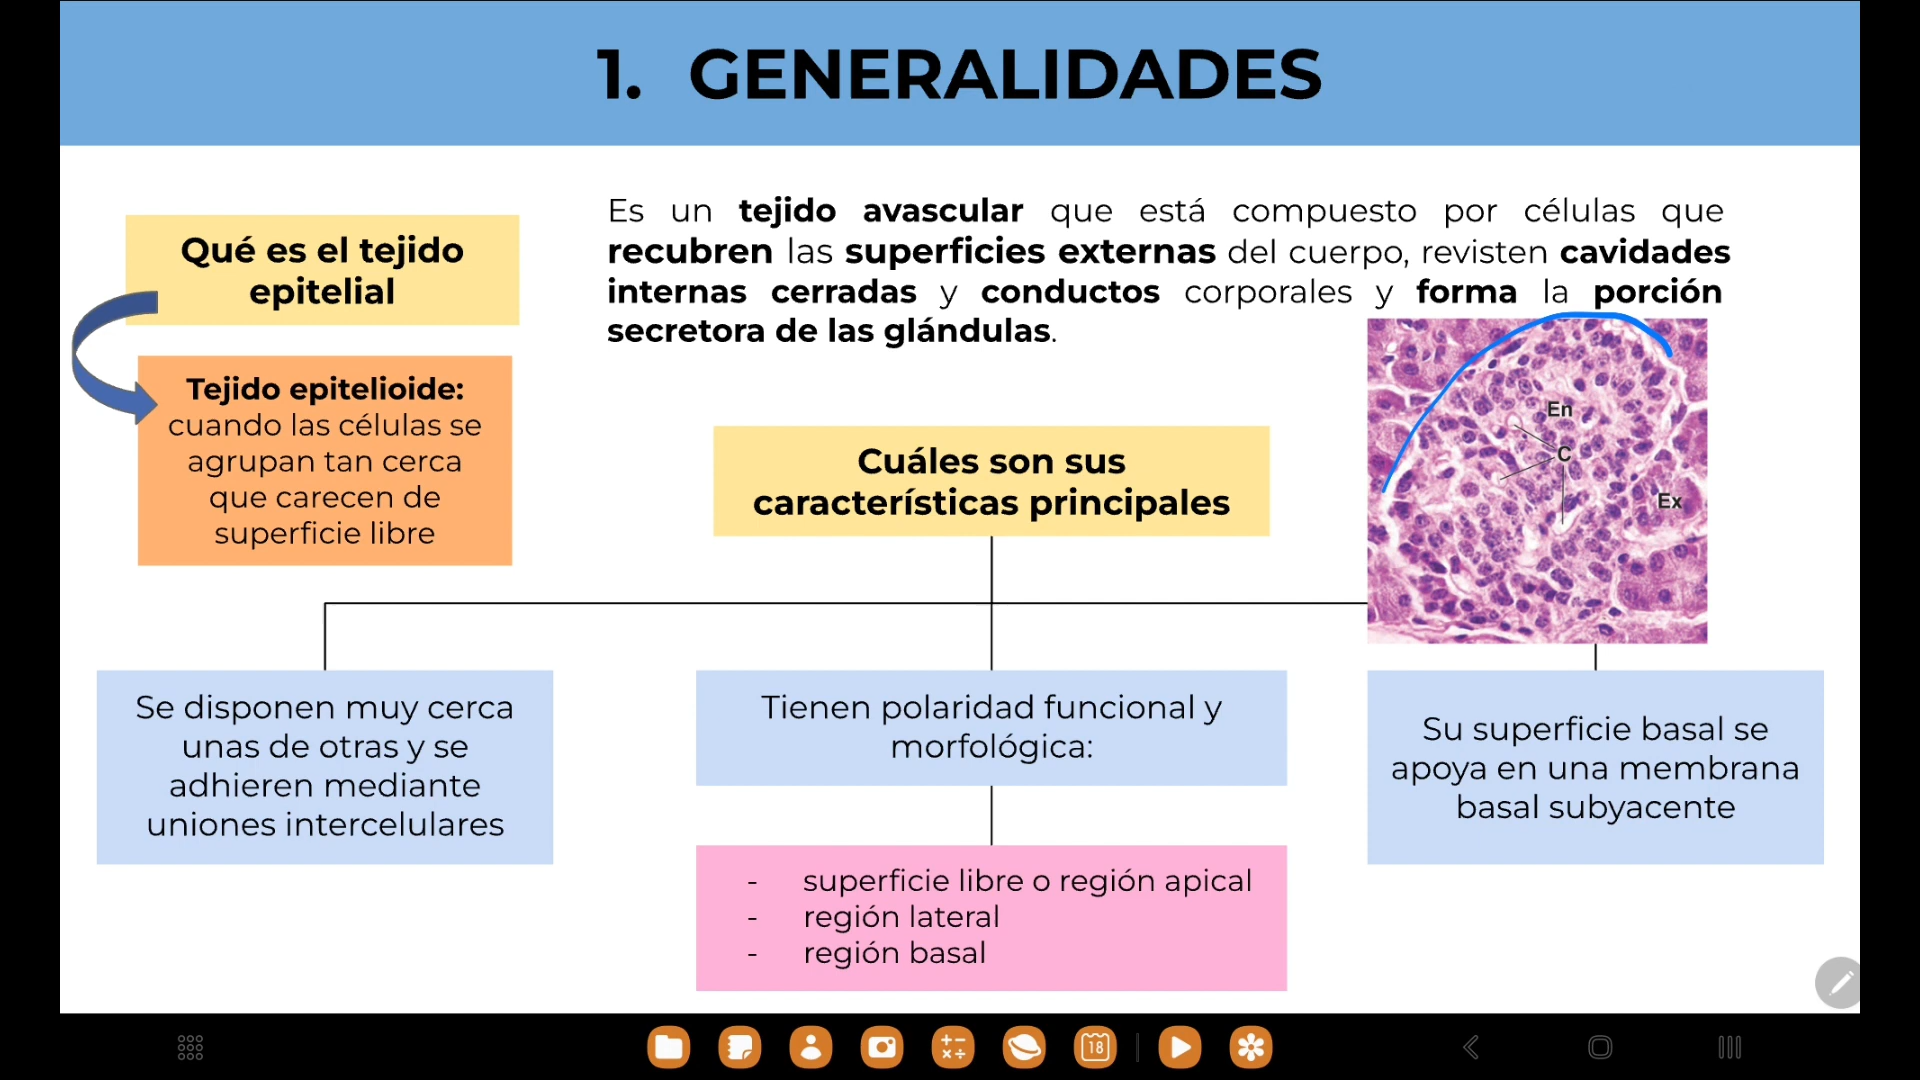 1. GENERALIDADES
Qué es el tejido
epitelial
Es un tejido avascular que está compuesto por células que
recubren las superficies externas del cuerpo, revisten cavidades
internas cerradas y conductos corporales y forma la porción
secretora de las glándulas.
Tejido epitelioide:
cuando las células se
agrupan tan cerca
que carecen de
superficie libre
En
C
Ex
Cuáles son sus
características principales
Se disponen muy cerca
unas de otras y se
adhieren mediante
uniones intercelulares
Tienen polaridad funcional y
morfológica:
- superficie libre o región apical
- región lateral
- región basal
Su superficie basal se
apoya en una membrana
basal subyacente
18